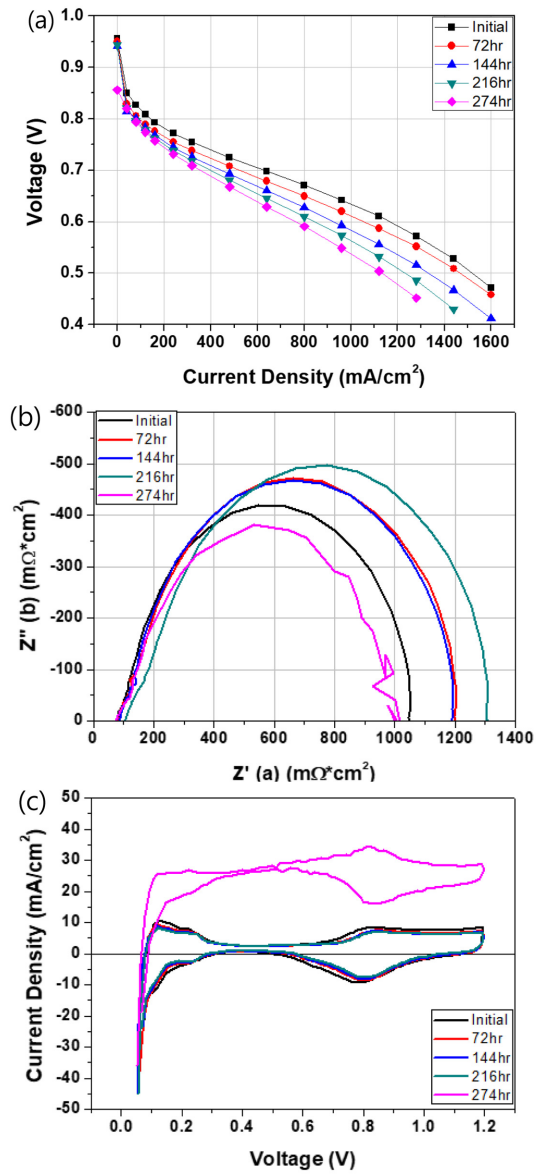 (a)
Initial
72hr
144hr
216hr
274hr
1.0
0.9
0.8
0.7
0.6
0.5
0.4
Voltage (V)
0 200 400 600 800 1000 1200 1400 1600
Current Density (mA/cm²)
(b)
-600
-500
-400
-300
-200
-100
0
Initial
72hr
144hr
216hr
274hr
Z" (b) (mΩ*cm²)
0 200 400 600 800 1000 1200 1400
Z' (a) (mΩ*cm²)
(c)
50
40
30
20
10
0
-10
-20
-30
-40
-50
Current Density (mA/cm²)
Initial
72hr
144hr
216hr
274hr
0.0 0.2 0.4 0.6 0.8 1.0 1.2
Voltage (V)